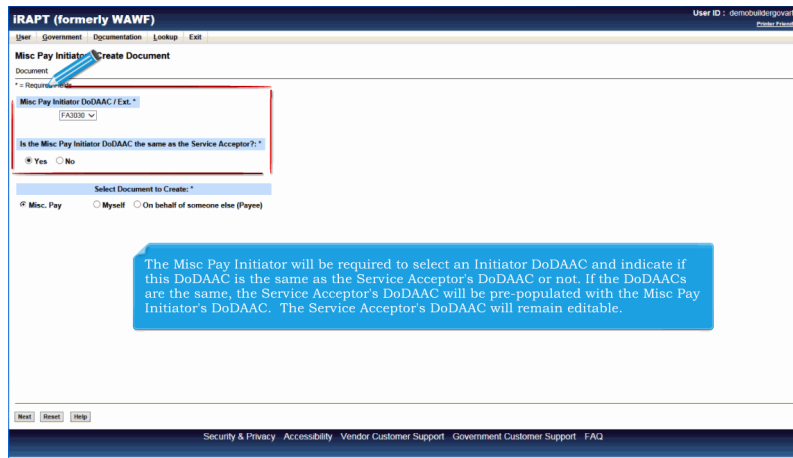 iRAPT (formerly WAWF)
User ID : demobuildergovari
Printer Friend
User Government Documentation Lookup Exit
Misc Pay Initiator Create Document
Document
* = Required Fields
Misc Pay Initiator DoDAAC / Ext. *
FA3030
Is the Misc Pay Initiator DoDAAC the same as the Service Acceptor?: *
Yes No
Select Document to Create: *
Misc. Pay Myself On behalf of someone else (Payee)
The Misc Pay Initiator will be required to select an Initiator DoDAAC and indicate if
this DoDAAC is the same as the Service Acceptor's DoDAAC or not. If the DoDAACs
are the same, the Service Acceptor's DoDAAC will be pre-populated with the Misc Pay
Initiator's DoDAAC. The Service Acceptor's DoDAAC will remain editable.
Next Reset Help
Security & Privacy Accessibility Vendor Customer Support Government Customer Support FAQ